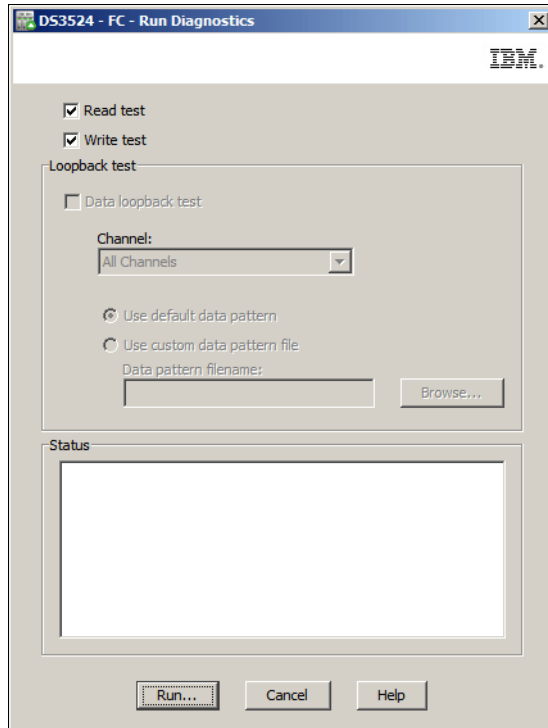 DS3524 - FC - Run Diagnostics
IBM.
Read test
Write test
Loopback test
Data loopback test
Channel:
All Channels
Use default data pattern
Use custom data pattern file
Data pattern filename:
Browse...
Status
Run... Cancel Help